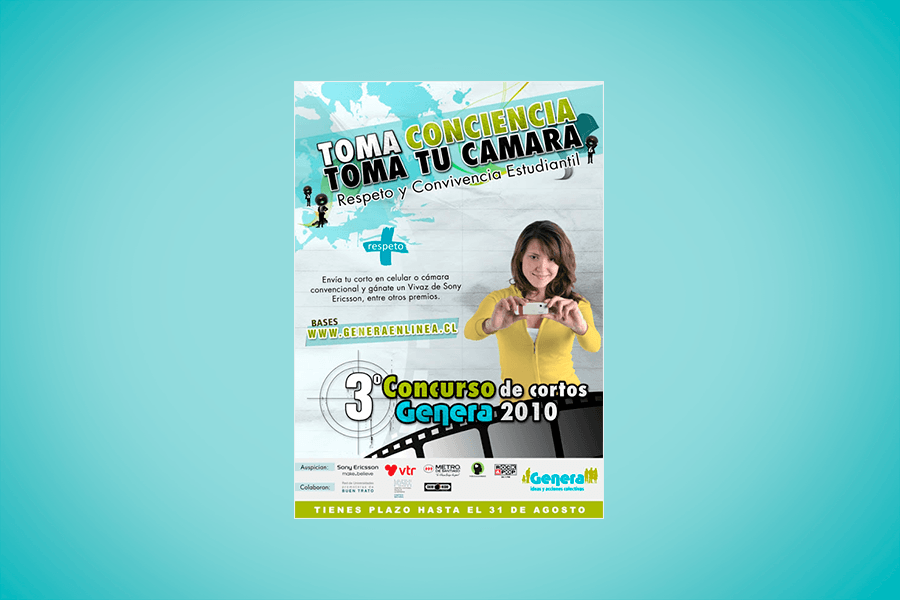 TOMA CONCIENCIA
TOMA TU CAMARA
Respeto y Convivencia Estudiantil
respeto
Envía tu corto en celular o cámara
convencional y gánate un Vivaz de Sony
Ericsson, entre otros premios.
BASES
WWW.GENERAENLINEA.CL
3º Concurso de cortos
Genera 2010
Auspician: Sony Ericsson
make.believe
vtr
METRO
DE SANTIAGO
Colaboran:
BUEN TRATO
Genera
ideas y acciones colectivas
TIENES PLAZO HASTA EL 31 DE AGOSTO